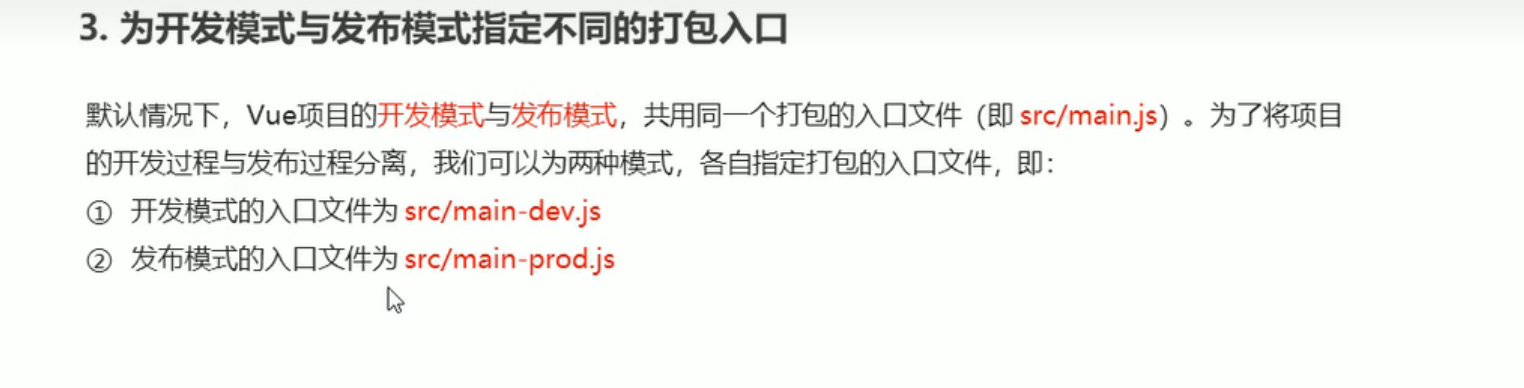 3. 为开发模式与发布模式指定不同的打包入口
默认情况下，Vue项目的开发模式与发布模式，共用同一个打包的入口文件（即 src/main.js）。为了将项目
的开发过程与发布过程分离，我们可以为两种模式，各自指定打包的入口文件，即：
① 开发模式的入口文件为 src/main-dev.js
② 发布模式的入口文件为 src/main-prod.js